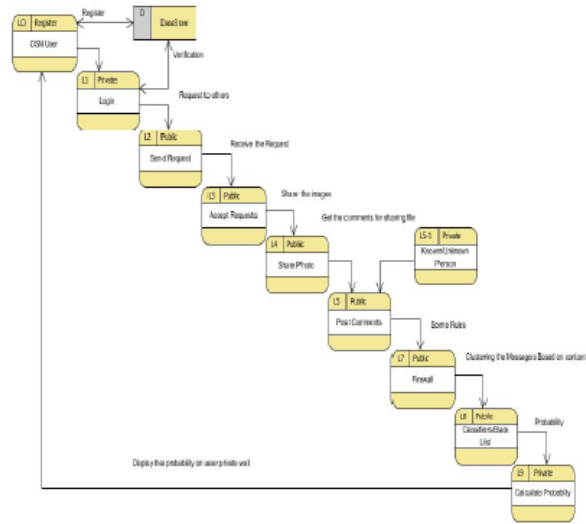 Register
L0 Register
D DataStore
OSM User
Verification
L1 Private
Login
Request to others
L2 Public
Send Request
Receive the Request
L3 Public
Accept Requests
Share the images
Get the comments for sharing file
L4 Public
Share Photo
L5-1 Private
Known/Unknown
Person
L5 Public
Post Comments
Some Rules
L7 Public
Firewall
Clustering the Messages Based on content
L8 Public
Classifiers/Black
List
Probability
Display the probability on user private wall
L9 Private
Calculate Probability